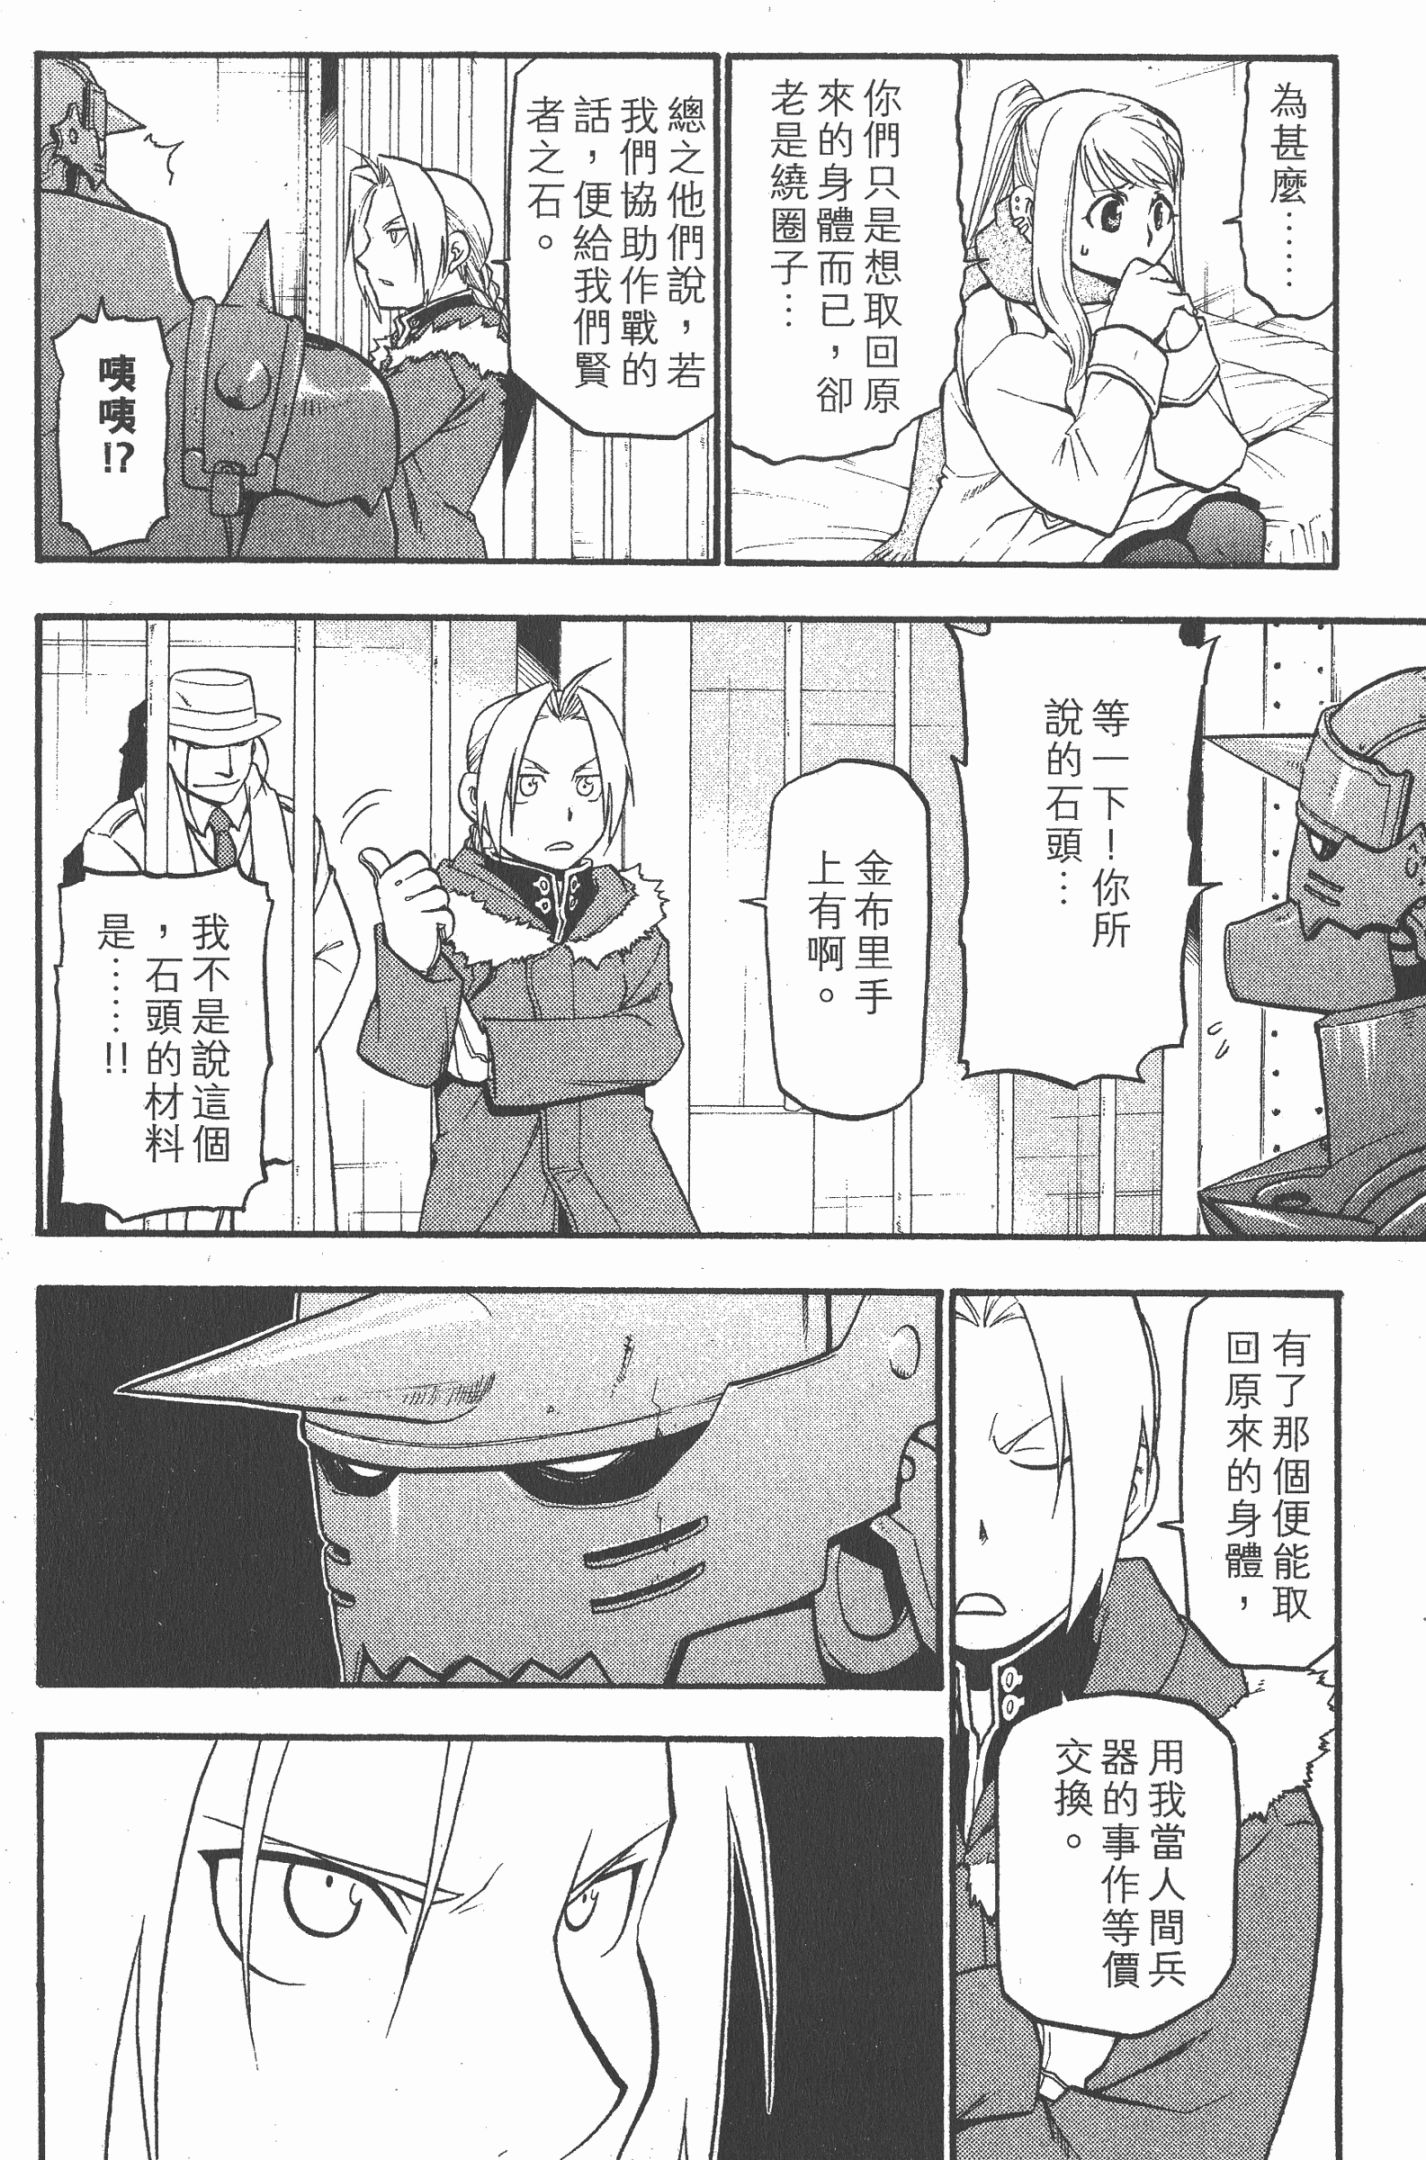 為甚麼……
你們只是想取回原
來的身體而已，卻
老是繞圈子…
總之他們說，若
我們協助作戰的
話，便給我們賢
者之石。
咦咦!?
等一下！你所
說的石頭…
金布里手
上有啊。
我不是說這個
，石頭的材料
是……!!
有了那個便能取
回原來的身體，
用我當人間兵
器的事作等價
交換。